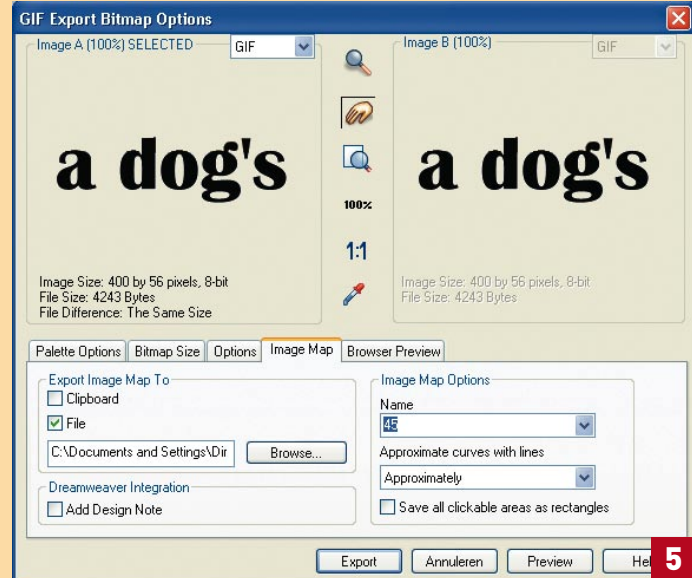 GIF Export Bitmap Options
Image A (100%) SELECTED
GIF
Image B (100%)
GIF
a dog's
a dog's
100%
1:1
Image Size: 400 by 56 pixels, 8-bit
File Size: 4243 Bytes
File Difference: The Same Size
Image Size: 400 by 56 pixels, 8-bit
File Size: 4243 Bytes
Palette Options
Bitmap Size
Options
Image Map
Browser Preview
Export Image Map To
Clipboard
File
C:\Documents and Settings\Dir
Browse...
Dreamweaver Integration
Add Design Note
Image Map Options
Name
45
Approximate curves with lines
Approximately
Save all clickable areas as rectangles
Export
Annuleren
Preview
Hel
5